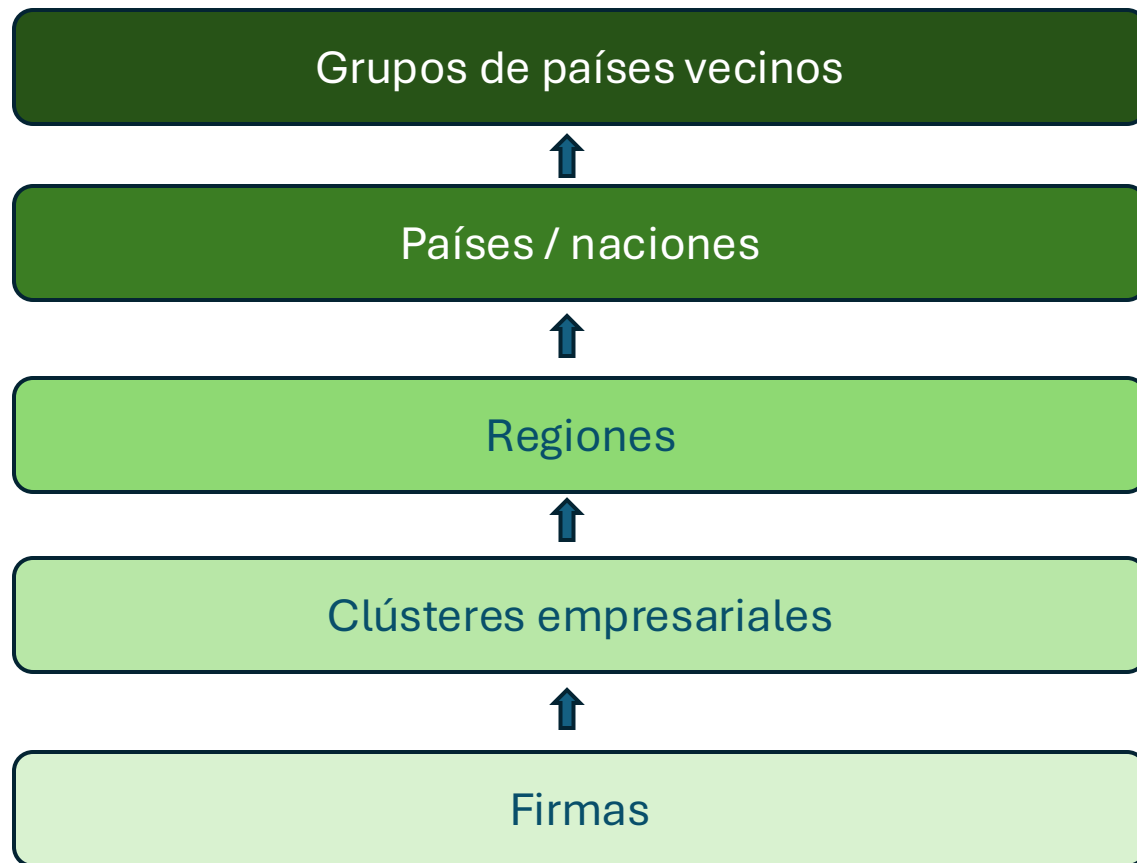 Grupos de países vecinos
Países / naciones
Regiones
Clústeres empresariales
Firmas